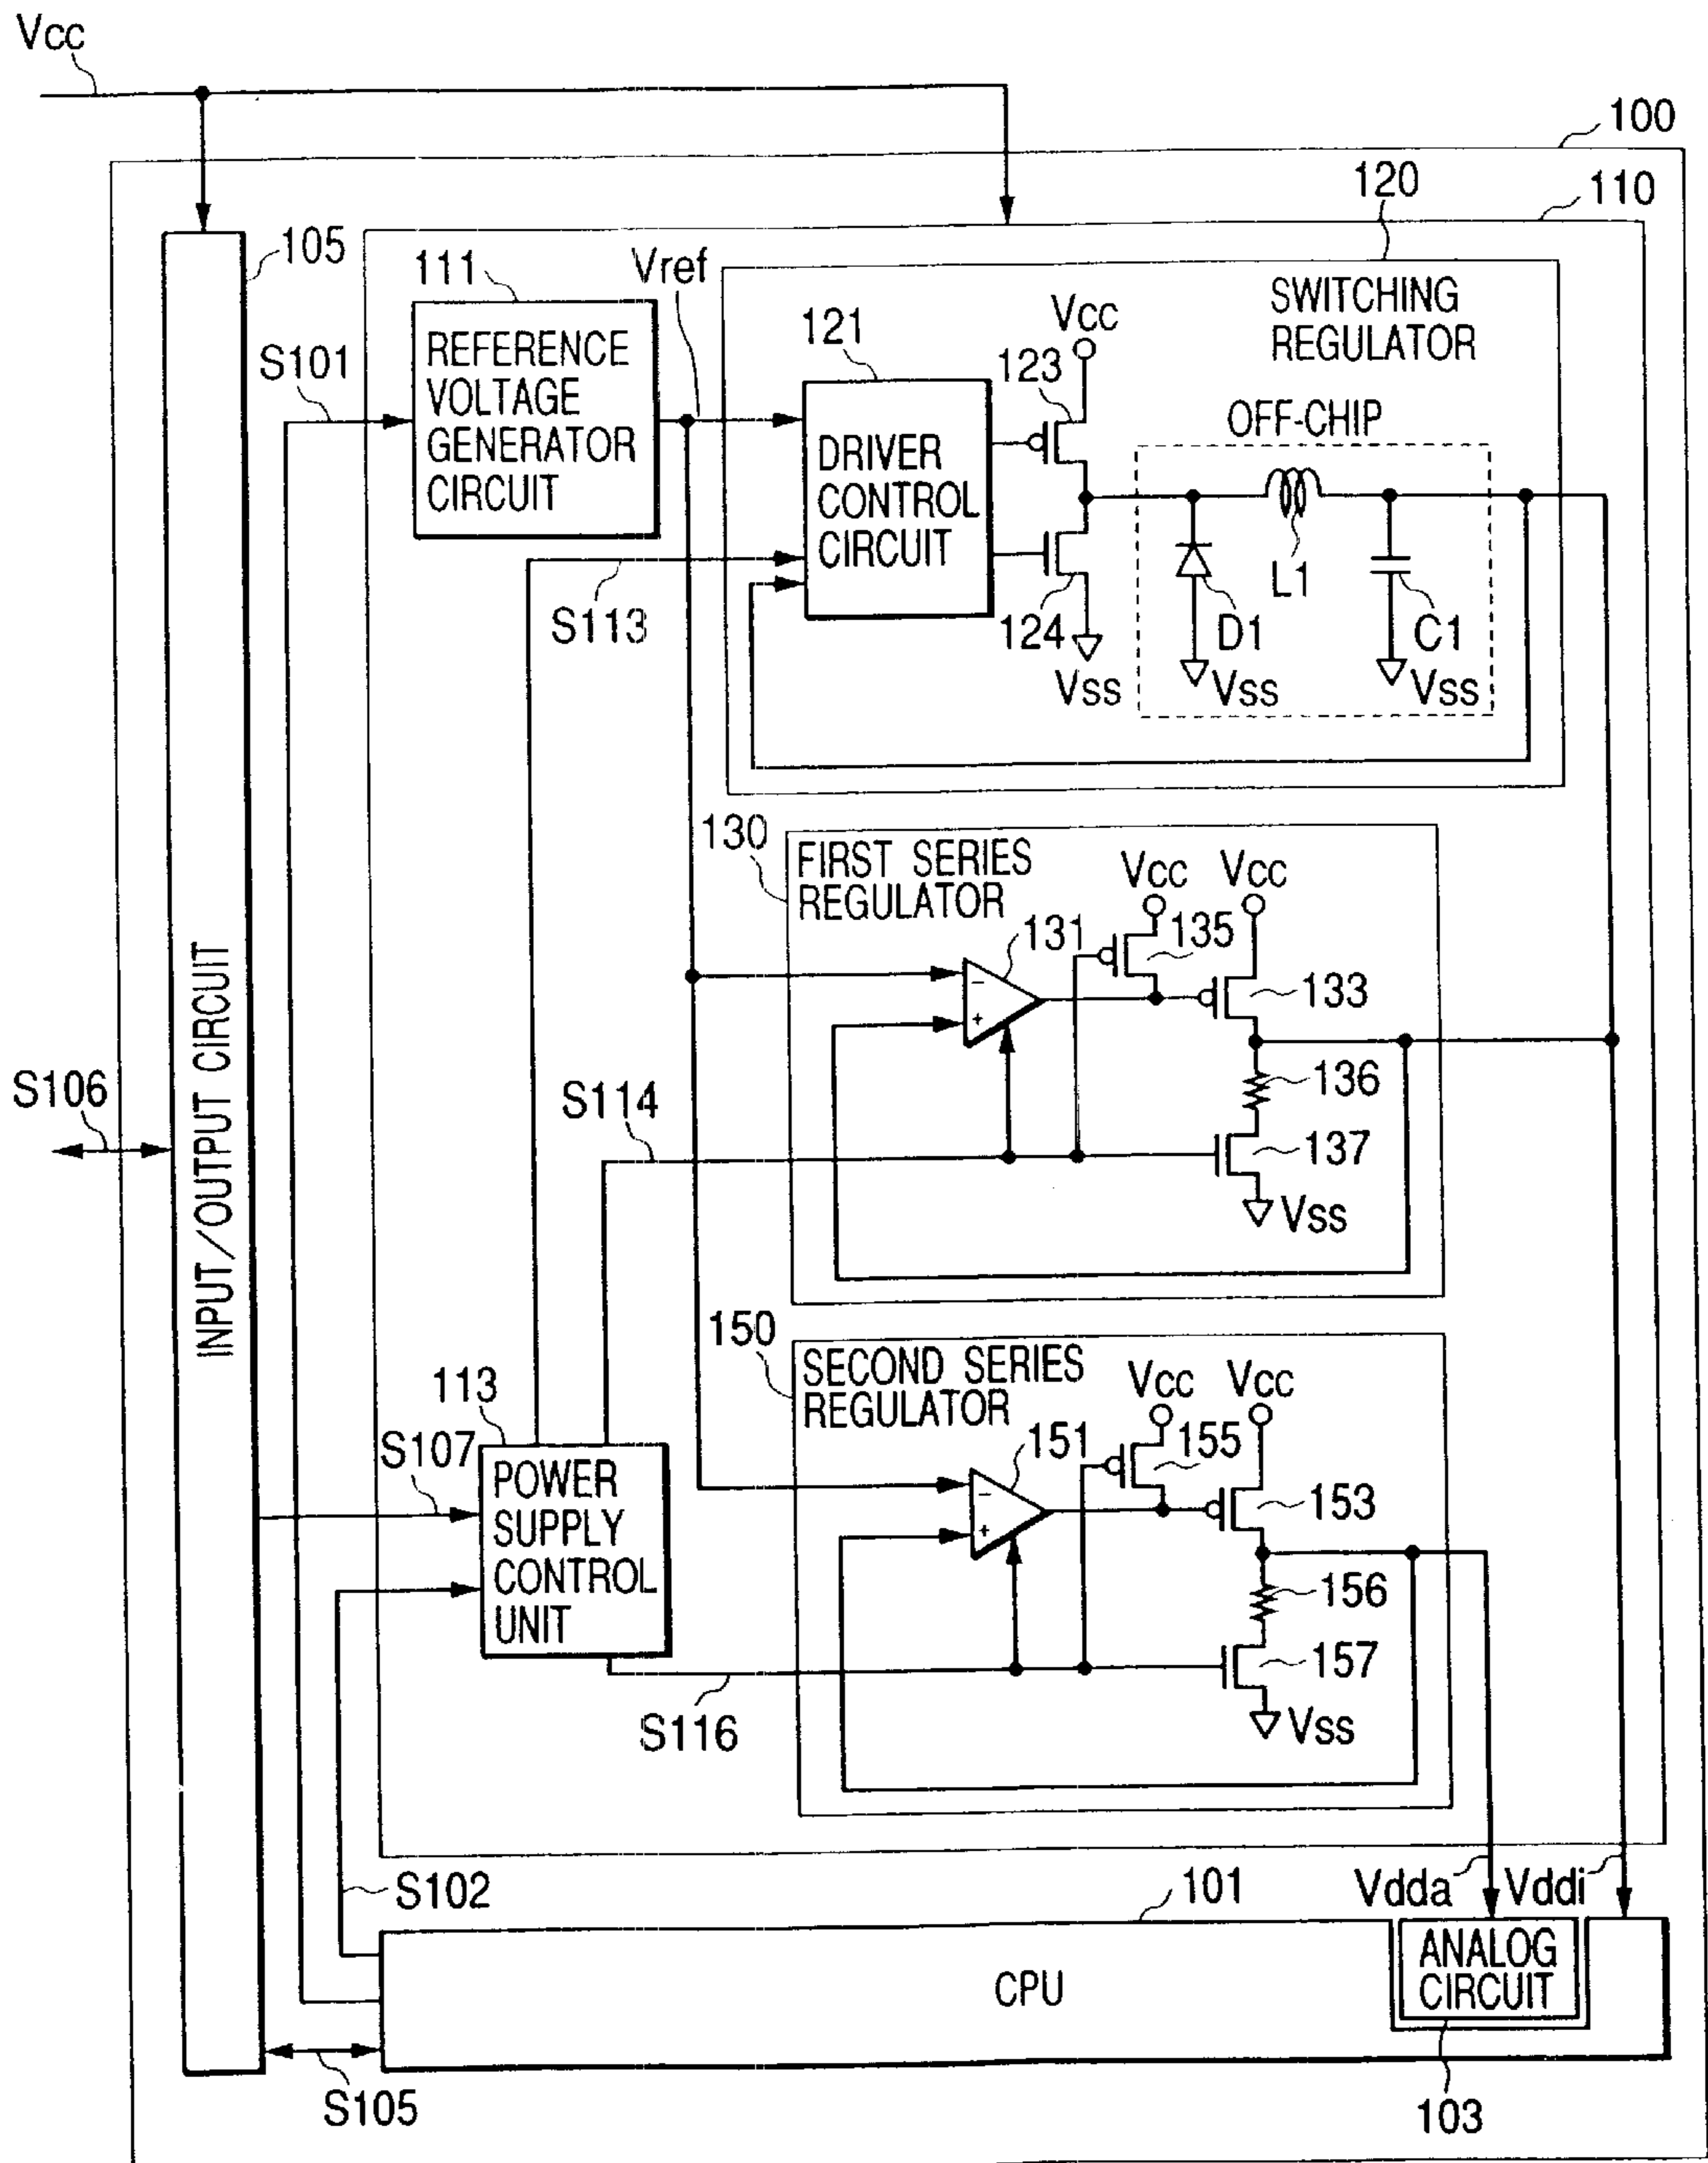 Vcc
100
120
110
105
111
Vref
SWITCHING
REGULATOR
Vcc
121
123
S101
REFERENCE
VOLTAGE
GENERATOR
CIRCUIT
OFF-CHIP
DRIVER
CONTROL
CIRCUIT
L1
S113
124
D1
C1
Vss
Vss
Vss
130
FIRST SERIES
REGULATOR
Vcc
Vcc
131
135
-
133
+
INPUT/OUTPUT CIRCUIT
S106
136
S114
137
Vss
150
SECOND SERIES
REGULATOR
Vcc
Vcc
113
S107
151
155
POWER
SUPPLY
CONTROL
UNIT
-
153
+
156
157
S116
Vss
S102
101
Vdda
Vddi
ANALOG
CIRCUIT
CPU
S105
103